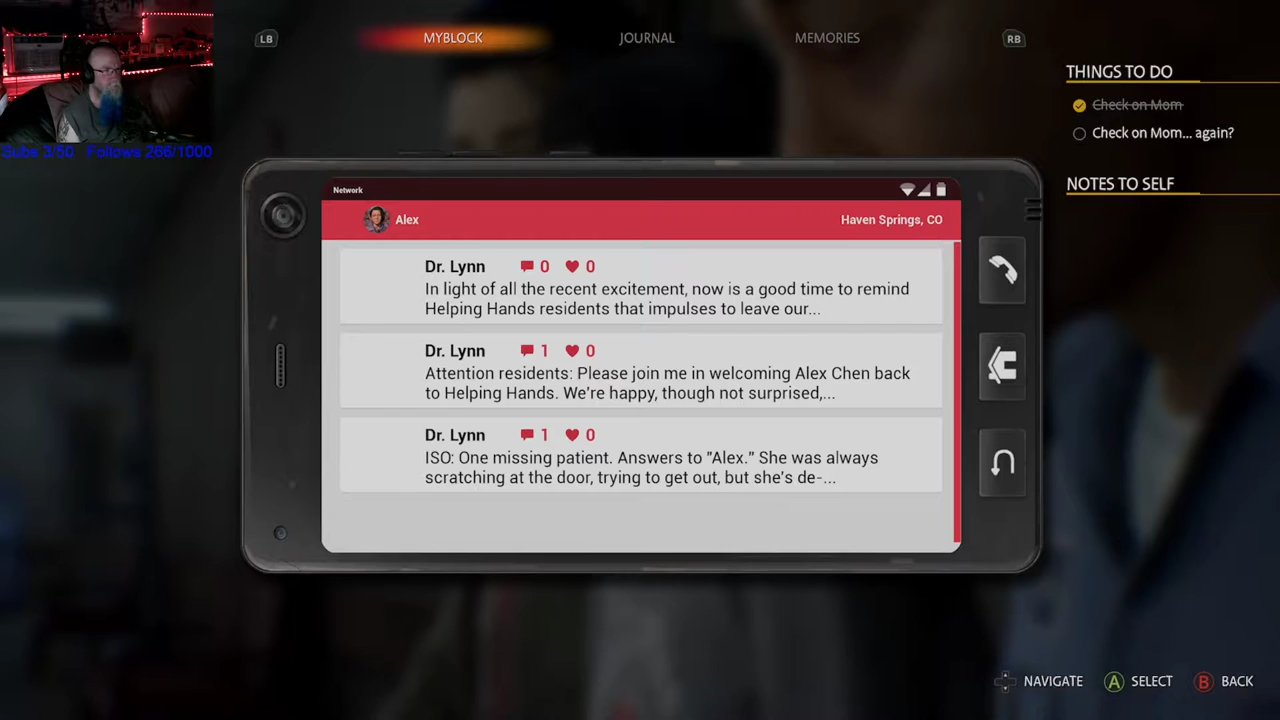 LB
MYBLOCK
JOURNAL
MEMORIES
RB
THINGS TO DO
Check on Mom
Check on Mom... again?
NOTES TO SELF
Subs 3/50 Follows 266/1000
Network
Alex
Haven Springs, CO
Dr. Lynn 0 0
In light of all the recent excitement, now is a good time to remind
Helping Hands residents that impulses to leave our...
Dr. Lynn 1 0
Attention residents: Please join me in welcoming Alex Chen back
to Helping Hands. We're happy, though not surprised,...
Dr. Lynn 1 0
ISO: One missing patient. Answers to "Alex." She was always
scratching at the door, trying to get out, but she's de-...
NAVIGATE
A SELECT
B BACK